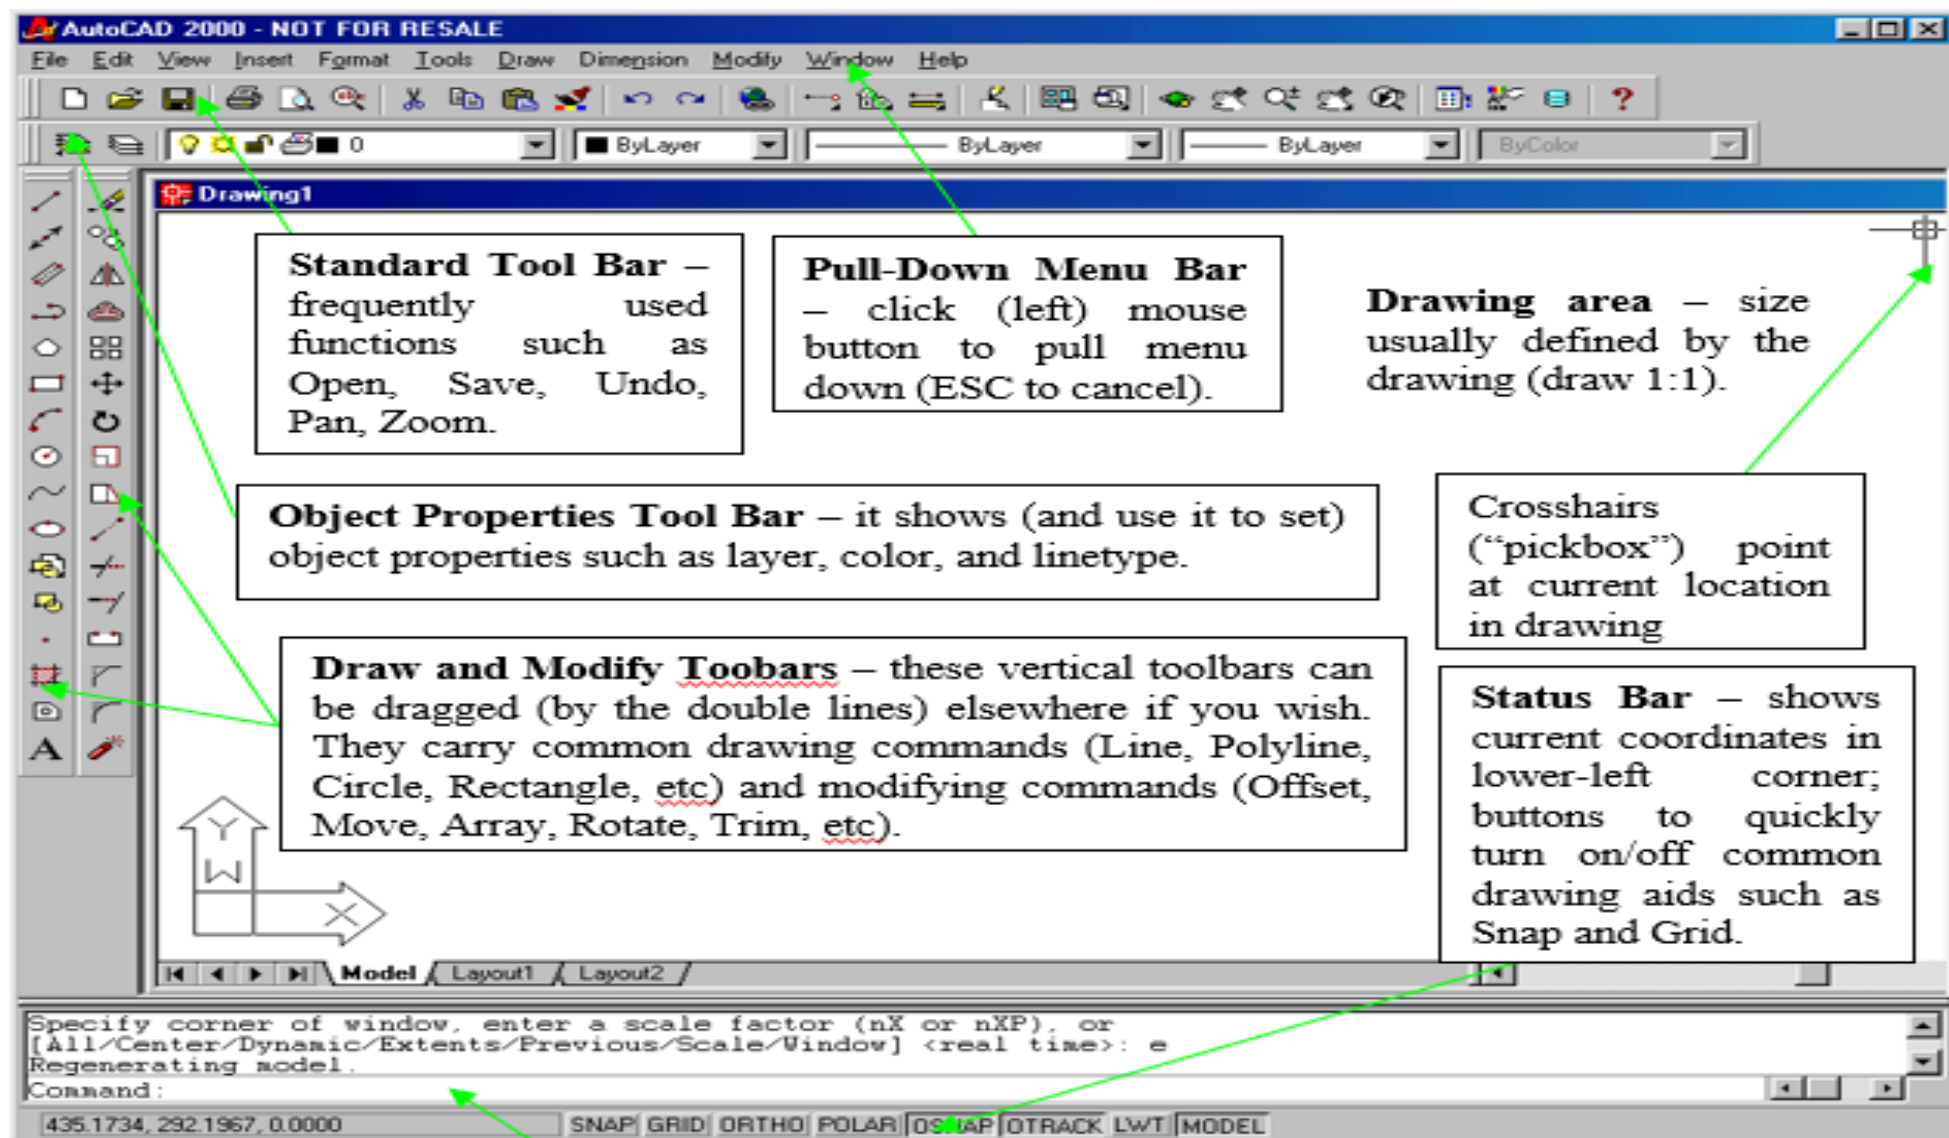 AutoCAD 2000 - NOT FOR RESALE
File Edit View Insert Format Tools Draw Dimension Modify Window Help
0 ByLayer ByLayer ByLayer ByColor
Drawing1
Standard Tool Bar –
frequently used
functions such as
Open, Save, Undo,
Pan, Zoom.
Pull-Down Menu Bar
– click (left) mouse
button to pull menu
down (ESC to cancel).
Drawing area – size
usually defined by the
drawing (draw 1:1).
Object Properties Tool Bar – it shows (and use it to set)
object properties such as layer, color, and linetype.
Crosshairs
(“pickbox”) point
at current location
in drawing
Draw and Modify Toobars – these vertical toolbars can
be dragged (by the double lines) elsewhere if you wish.
They carry common drawing commands (Line, Polyline,
Circle, Rectangle, etc) and modifying commands (Offset,
Move, Array, Rotate, Trim, etc).
Status Bar – shows
current coordinates in
lower-left corner;
buttons to quickly
turn on/off common
drawing aids such as
Snap and Grid.
A
Y
W
X
Model Layout1 Layout2
Specify corner of window, enter a scale factor (nX or nXP), or
[All/Center/Dynamic/Extents/Previous/Scale/Window] <real time>: e
Regenerating model.
Command:
435.1734, 292.1967, 0.0000 SNAP GRID ORTHO POLAR OSNAP OTRACK LWT MODEL